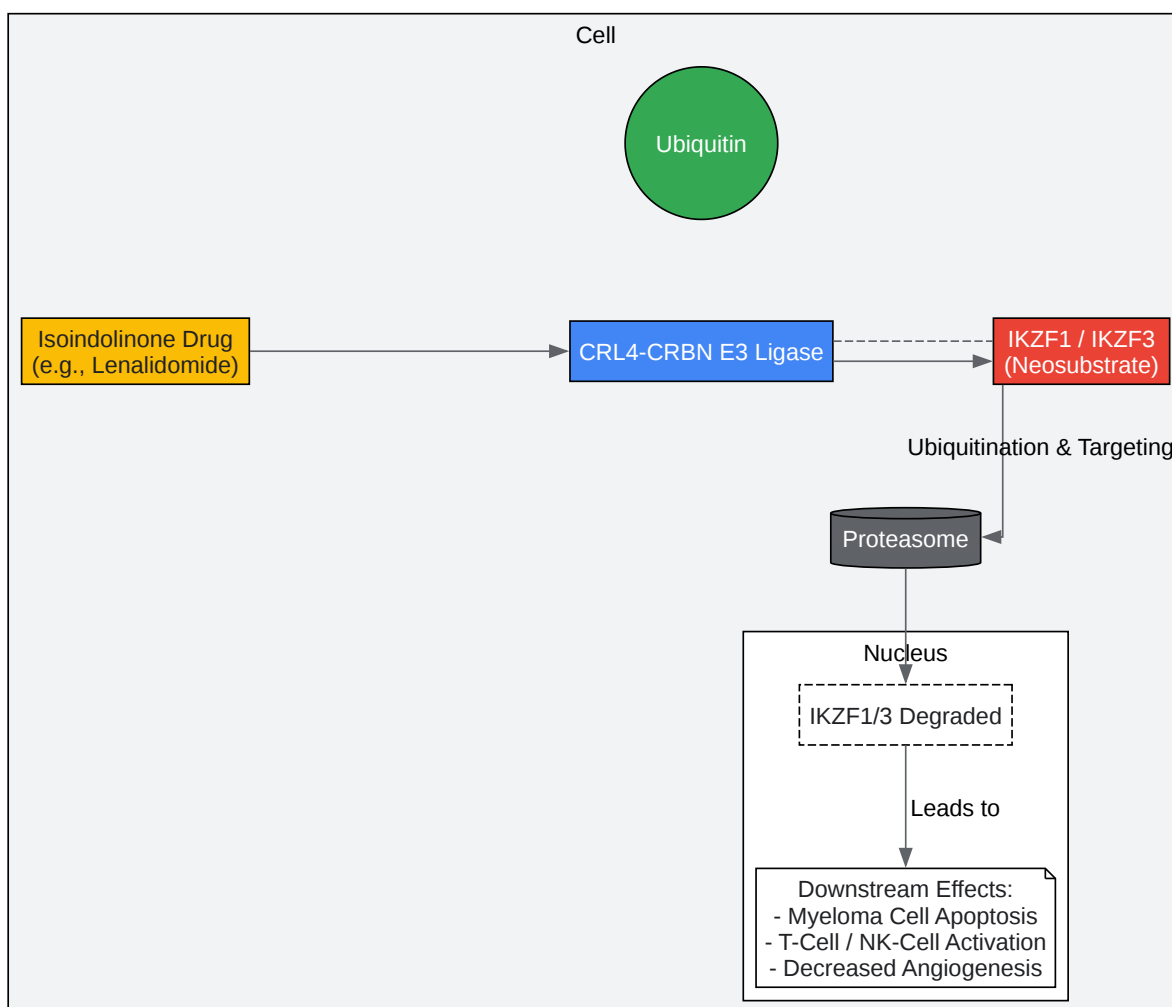 Cell
Ubiquitin
Isoindolinone Drug
(e.g., Lenalidomide)
CRL4-CRBN E3 Ligase
IKZF1 / IKZF3
(Neosubstrate)
Ubiquitination & Targeting
Proteasome
Nucleus
IKZF1/3 Degraded
Leads to
Downstream Effects:
- Myeloma Cell Apoptosis
- T-Cell / NK-Cell Activation
- Decreased Angiogenesis